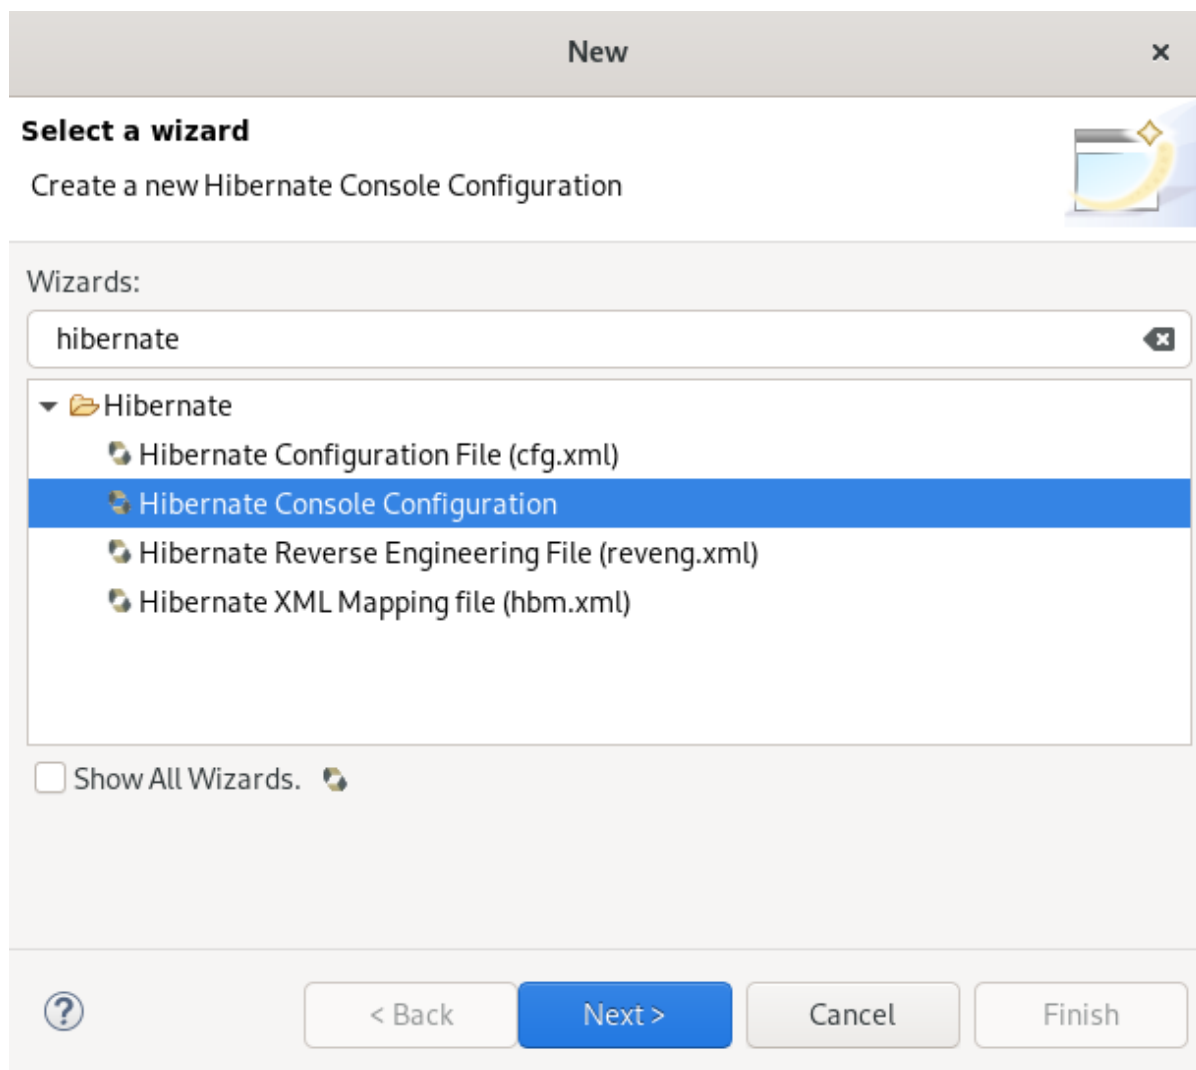 New
Select a wizard
Create a new Hibernate Console Configuration
Wizards:
hibernate
Hibernate
Hibernate Configuration File (cfg.xml)
Hibernate Console Configuration
Hibernate Reverse Engineering File (reveng.xml)
Hibernate XML Mapping file (hbm.xml)
Show All Wizards.
? < Back Next > Cancel Finish